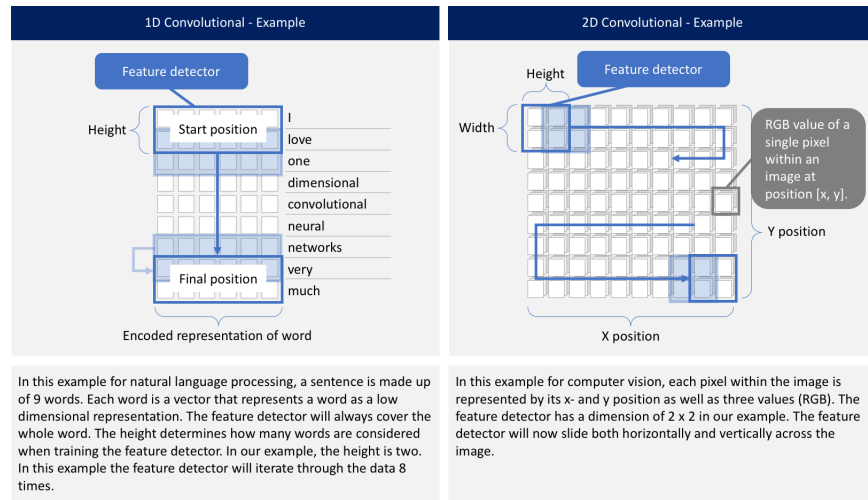 1D Convolutional - Example
Feature detector
Height
Start position
I
love
one
dimensional
convolutional
neural
networks
very
much
Final position
Encoded representation of word
In this example for natural language processing, a sentence is made up
of 9 words. Each word is a vector that represents a word as a low
dimensional representation. The feature detector will always cover the
whole word. The height determines how many words are considered
when training the feature detector. In our example, the height is two.
In this example the feature detector will iterate through the data 8
times.
2D Convolutional - Example
Height
Feature detector
Width
RGB value of a
single pixel
within an
image at
position [x, y].
Y position
X position
In this example for computer vision, each pixel within the image is
represented by its x- and y position as well as three values (RGB). The
feature detector has a dimension of 2 x 2 in our example. The feature
detector will now slide both horizontally and vertically across the
image.